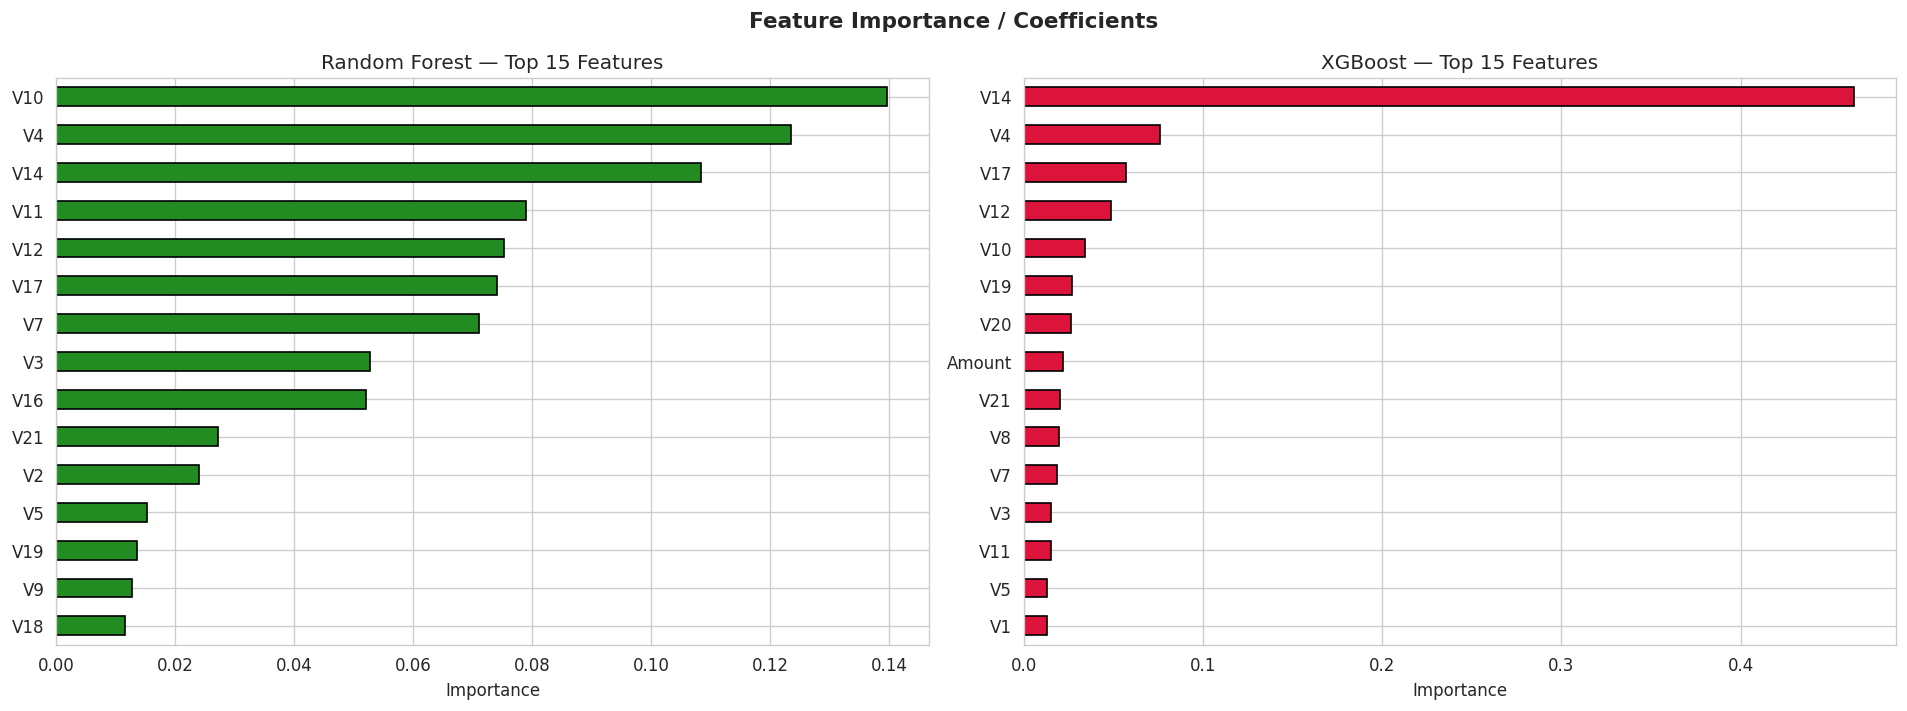 Feature Importance / Coefficients
Random Forest — Top 15 Features
V10
V4
V14
V11
V12
V17
V7
V3
V16
V21
V2
V5
V19
V9
V18
0.00 0.02 0.04 0.06 0.08 0.10 0.12 0.14
Importance
XGBoost — Top 15 Features
V14
V4
V17
V12
V10
V19
V20
Amount
V21
V8
V7
V3
V11
V5
V1
0.0 0.1 0.2 0.3 0.4
Importance